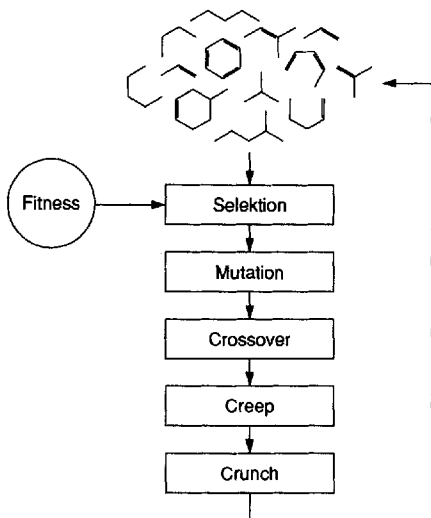 Fitness
Selektion
Mutation
Crossover
Creep
Crunch